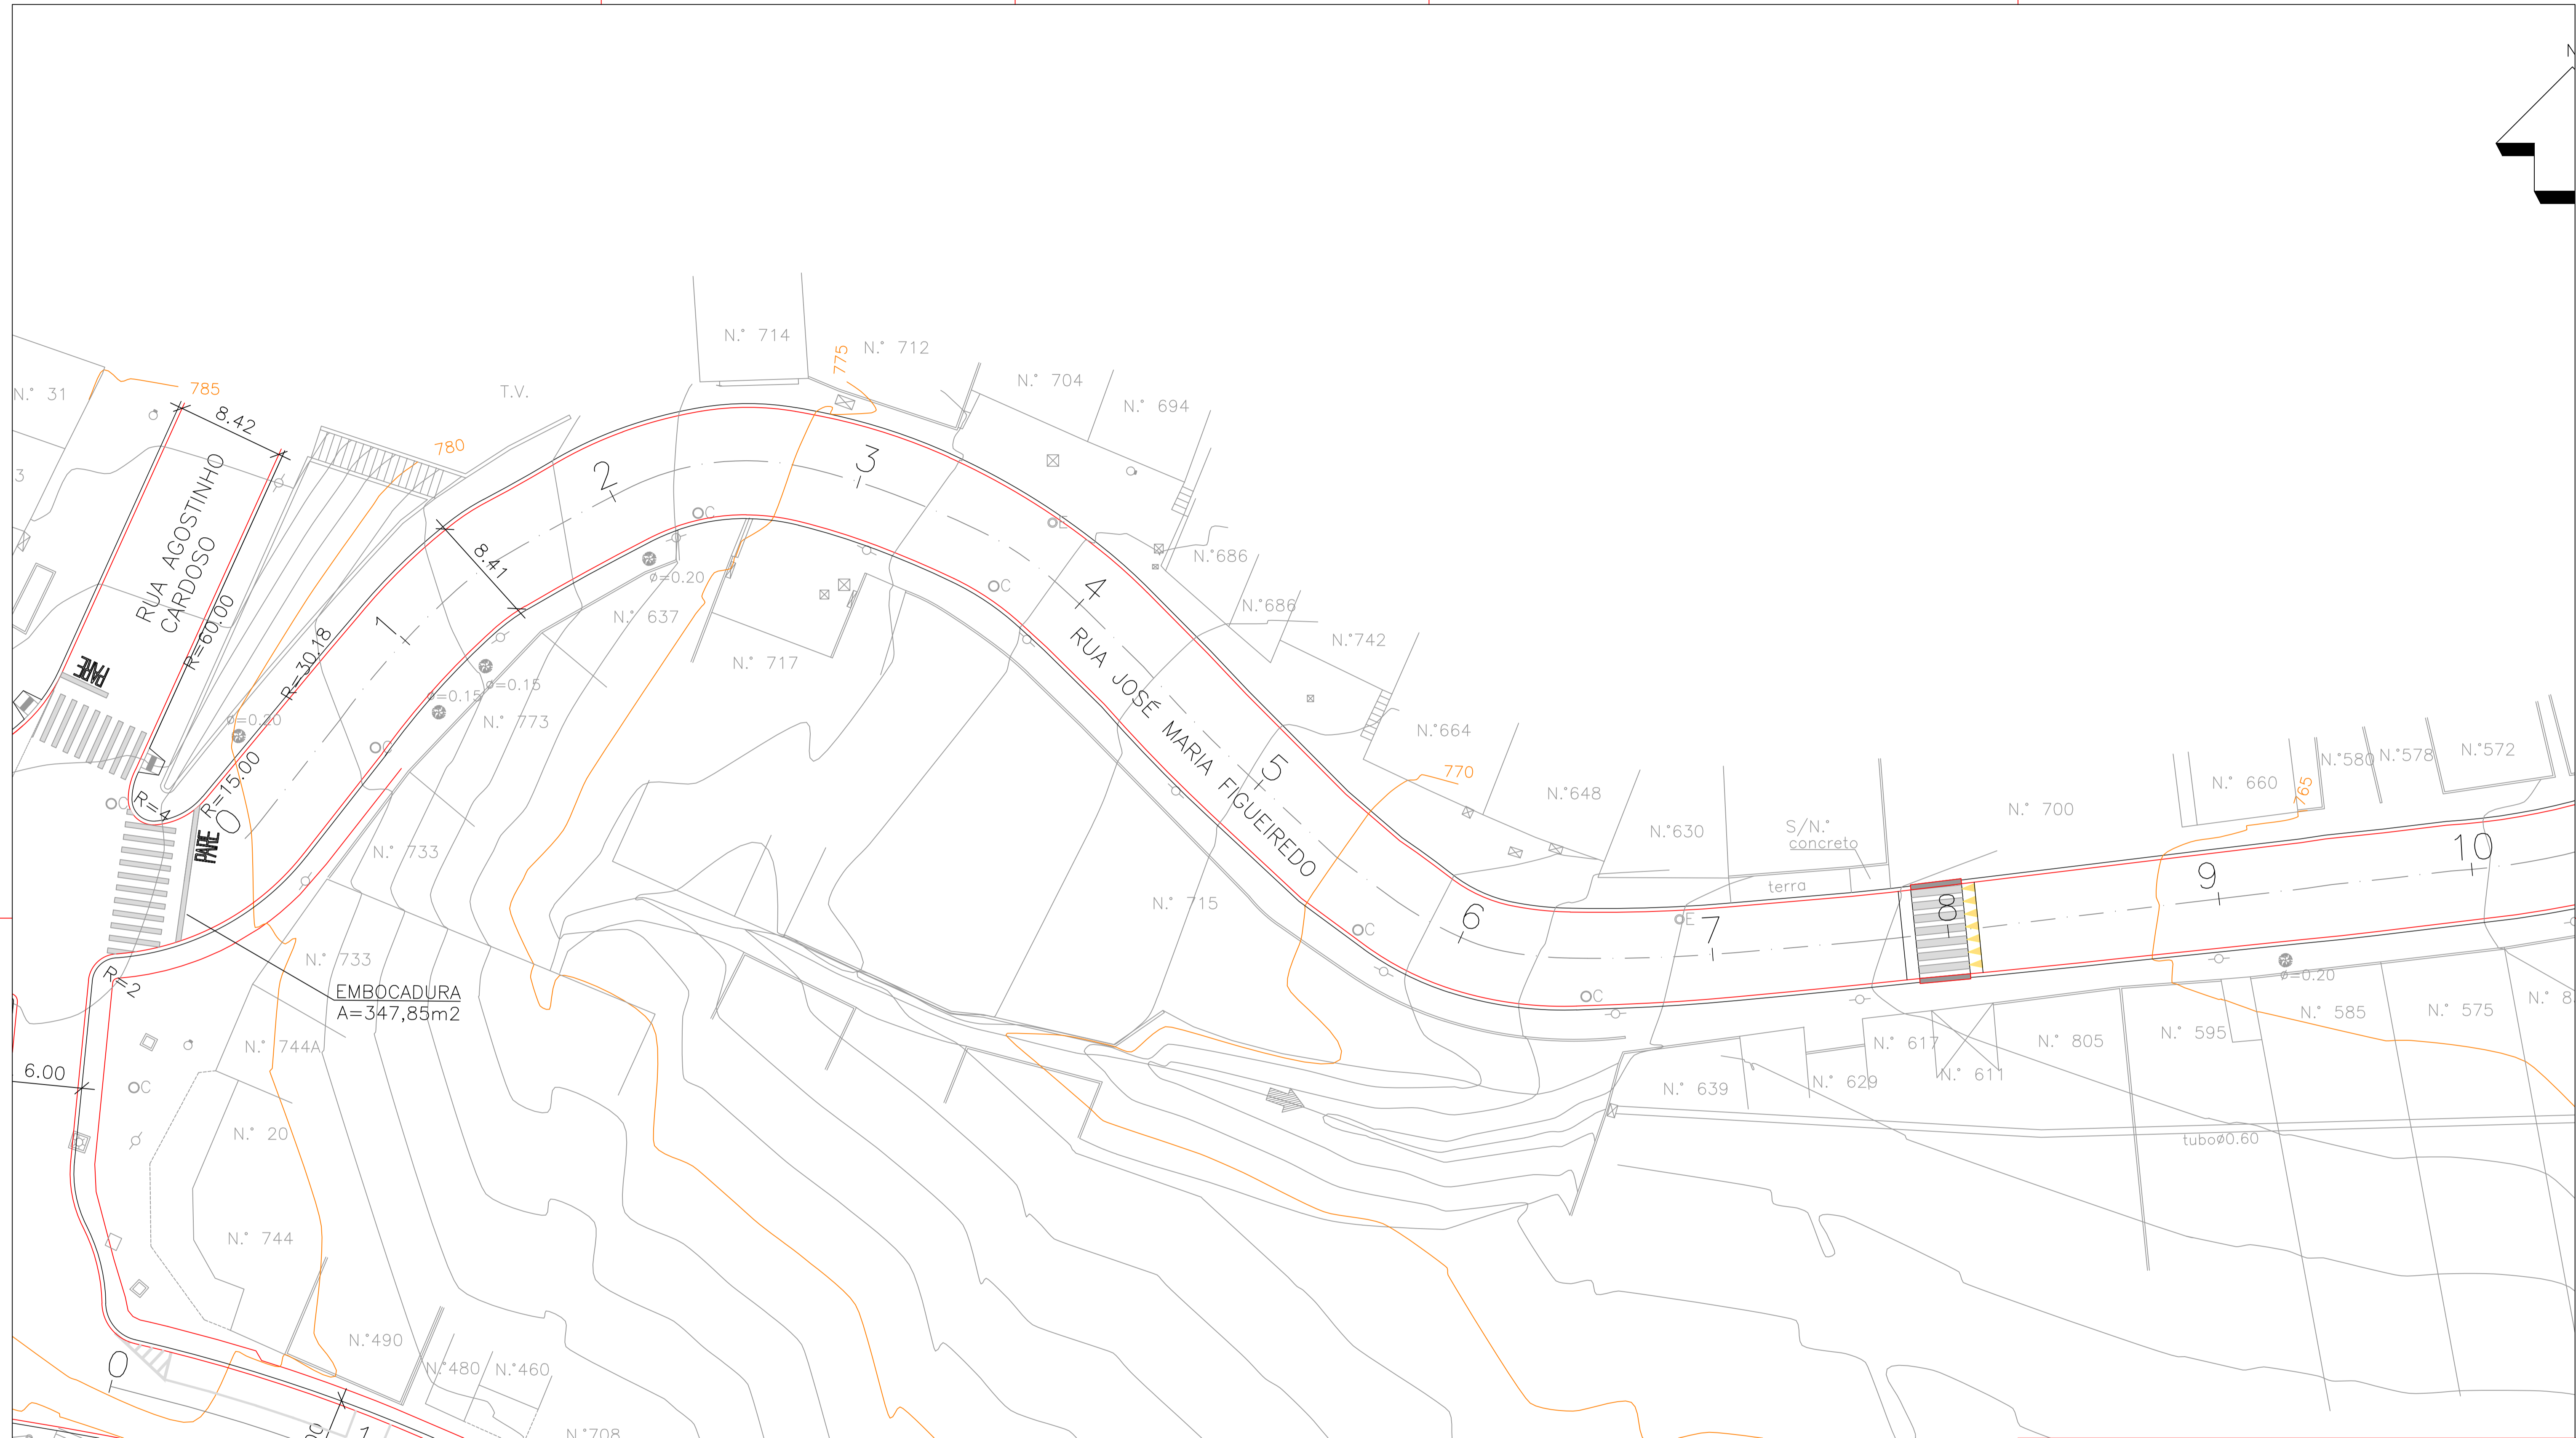 N
N.° 714
775
N.° 712
N.° 704
N.° 694
N.° 31
785
T.V.
8.42
780
3
RUA AGOSTINHO
CARDOSO
R=60.00
R=30.18
8.41
2
3
C
E
C
ø=0.20
N.° 637
N.° 717
1
4
N.°686
N.°686
N.°742
N.°664
770
N.°648
N.°630
S/N.°
concreto
terra
N.° 700
N.° 660
765
N.°580
N.°578
N.°572
RUA JOSÉ MARIA FIGUEIREDO
5
6
7
8
9
10
E
C
C
PARE
ø=0.20
ø=0.15
ø=0.15
N.° 773
C
C
R=4
R=15.00
0
PARE
N.° 733
N.° 733
R=2
EMBOCADURA
A=347,85m2
N.° 715
N.° 744A
6.00
C
N.° 20
N.° 744
N.° 639
N.° 629
N.° 617
N.° 611
N.° 805
N.° 595
ø=0.20
N.° 585
N.° 575
N.° 8
tuboø0.60
0
N.°490
N.°480
N.°460
N.°708
1
00